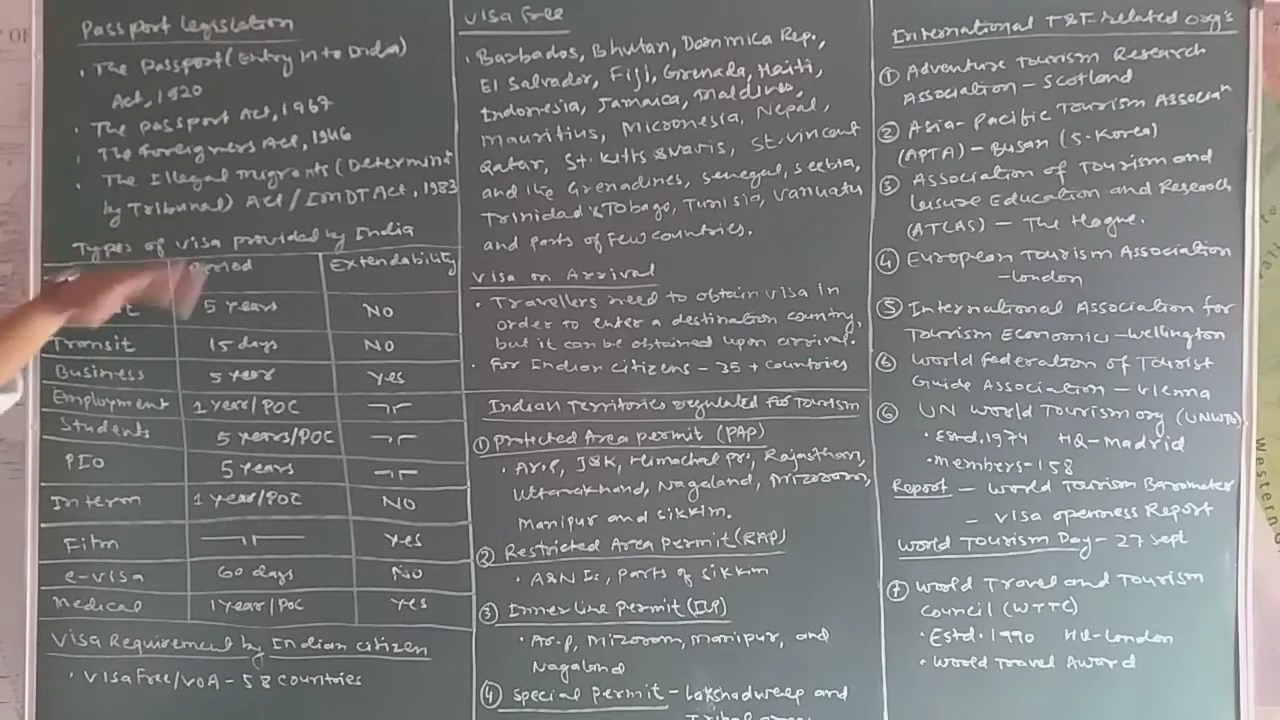 Passport Legislation
• The Passport (Entry Into India)
Act, 1920
• The Passport Act, 1967
• The Foreigners Act, 1946
• The Illegal Migrants (Determint
by Tribunal) Act / IMDT Act, 1983
Types of Visa provided by India
Period Extendability
5 Years No
Transit 15 days No
Business 5 year Yes
Employment 1 Year/POC ¬ r
Students 5 Years/POC ¬ r
PIO 5 Years ¬ r
Intern 1 Year/POC No
Film ¬ r Yes
e-visa 60 days No
Medical 1 Year/POC Yes
Visa Requirement by Indian citizen
• Visa Free/VOA - 58 countries
Visa Free
• Barbados, Bhutan, Dominica Rep.,
El Salvador, Fiji, Grenada, Haiti,
Indonesia, Jamaica, Maldives,
Mauritius, Micronesia, Nepal,
Qatar, St. Kitts & Navis, St. Vincent
and the Grenadines, Senegal, Serbia,
Trinidad & Tobago, Tunisia, Vanuatu
and parts of few countries.
Visa on Arrival
• Travellers need to obtain visa in
order to enter a destination country,
but it can be obtained upon arrival.
• For Indian citizens - 35 + countries
Indian Territories regulated for Tourism
① Protected Area permit (PAP)
• Ar.P, J&K, Himachal Pr., Rajasthan,
Uttarakhand, Nagaland, Mizoram,
Manipur and Sikkim.
② Restricted Area Permit (RAP)
• A&N Is, Parts of Sikkim
③ Inner line permit (ILP)
• Ar.P, Mizoram, Manipur, and
Nagaland
④ Special Permit - Lakshadweep and
Tribal areas
International T&T-related Org's
① Adventure Tourism Research
Association - Scotland
② Asia-Pacific Tourism Associan
(APTA) - Busan (S. Korea)
③ Association of Tourism and
Leisure Education and Research
(ATLAS) - The Hague.
④ European Tourism Association
- London
⑤ International Association for
Tourism Economics - Wellington
⑥ World Federation of Tourist
Guide Association - Vienna
⑥ UN World Tourism Org (UNWTO)
• Estd. 1974 HQ - Madrid
• Members - 158
Report - World Tourism Barometer
- Visa openness Report
World Tourism Day - 27 Sept
⑦ World Travel and Tourism
Council (WTTC)
• Estd. 1990 HQ - London
• World Travel Award
Western